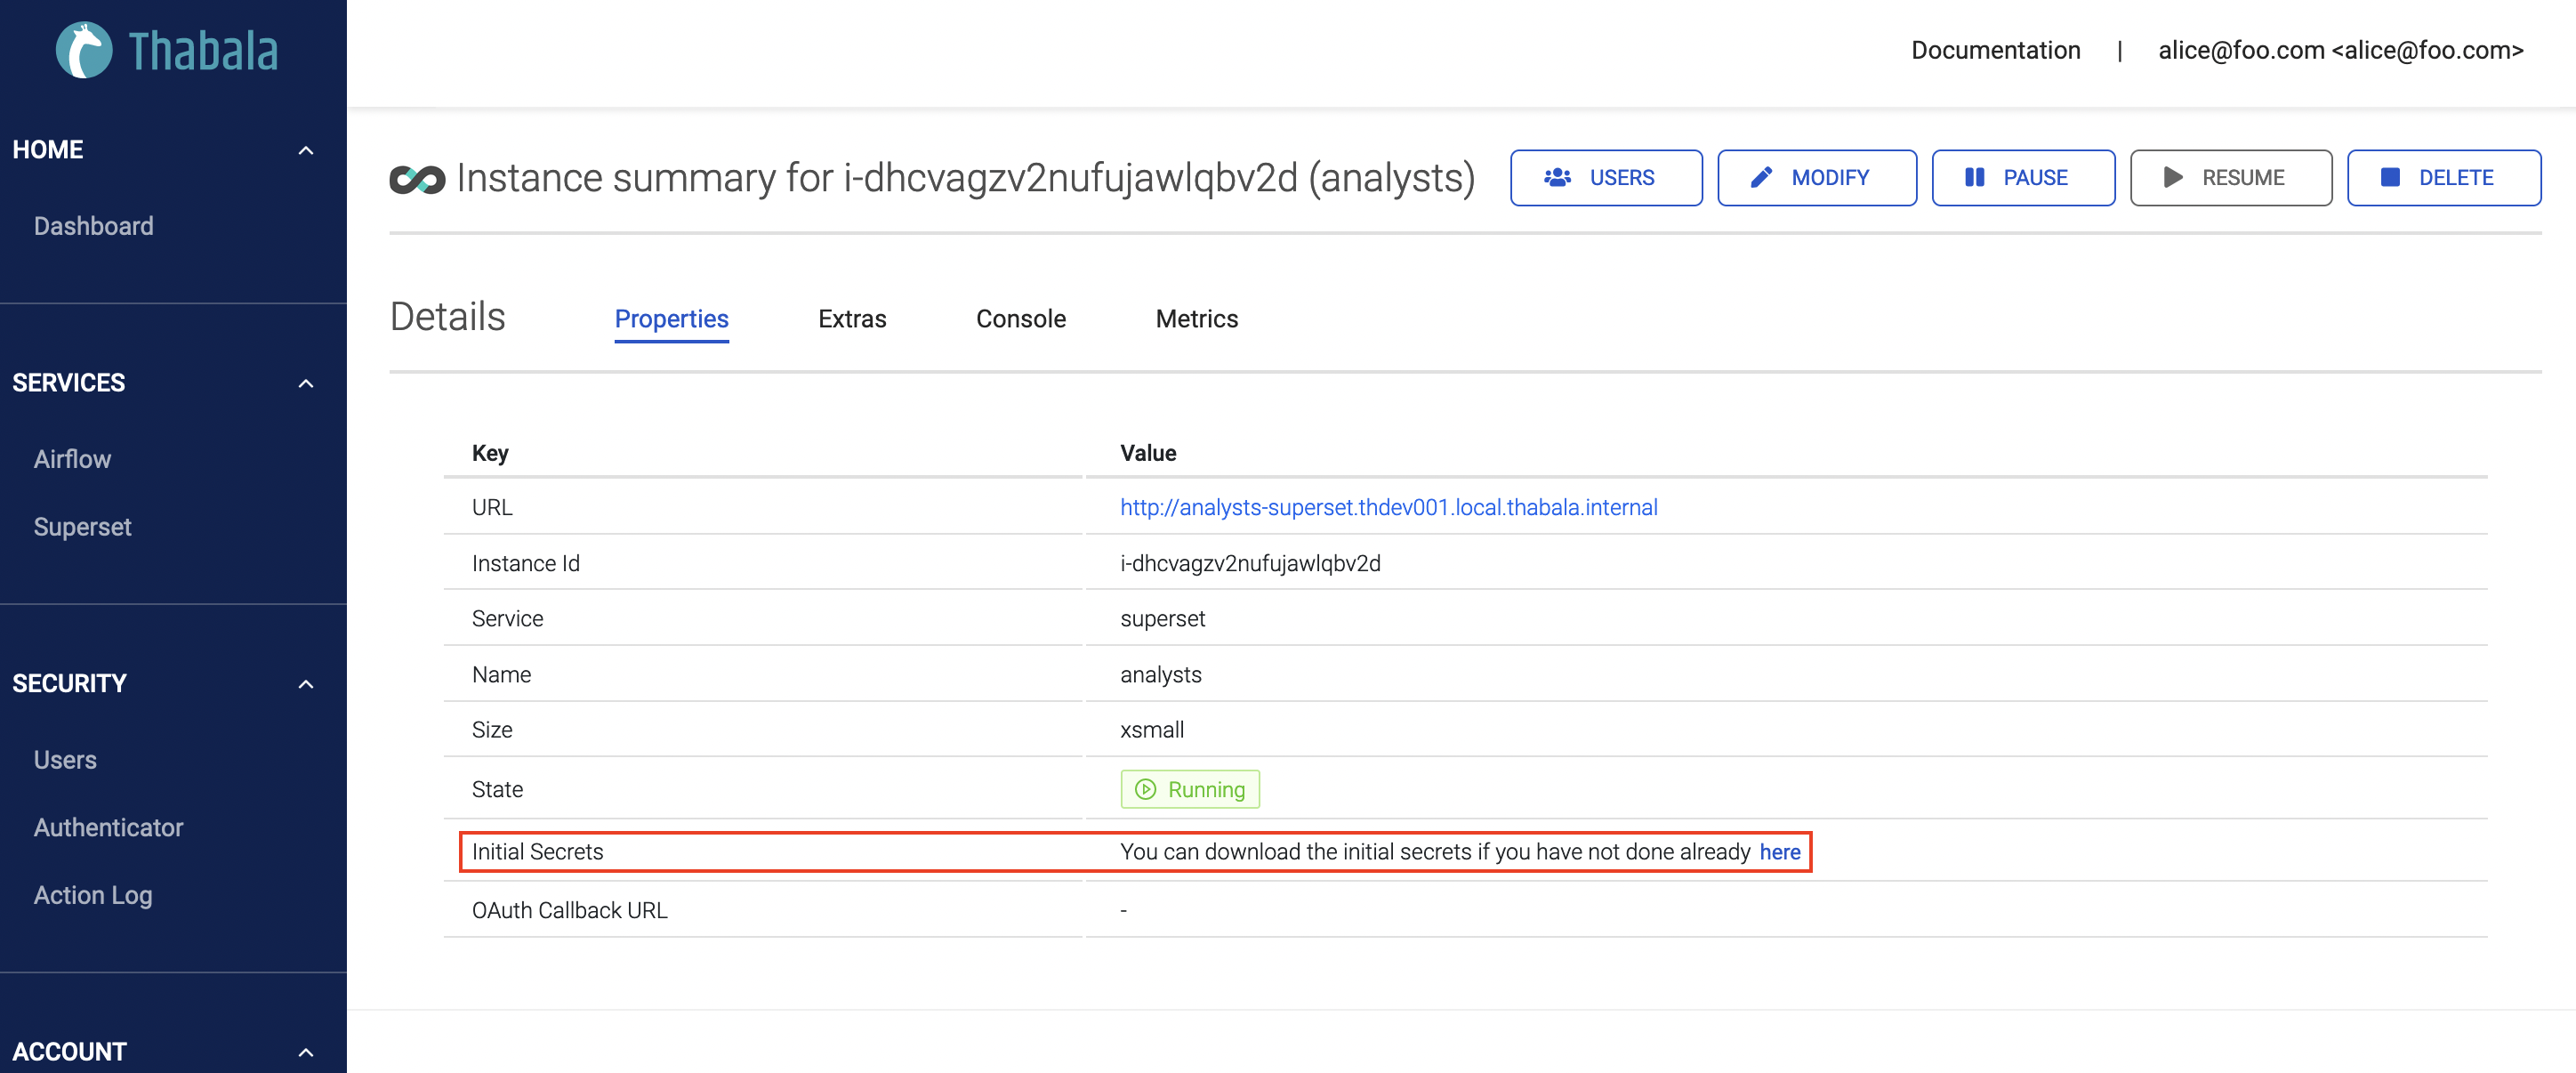 Thabala
Documentation | alice@foo.com <alice@foo.com>
HOME
Dashboard
SERVICES
Airflow
Superset
SECURITY
Users
Authenticator
Action Log
ACCOUNT
Instance summary for i-dhcvagzv2nufujawlqbv2d (analysts)
USERS
MODIFY
PAUSE
RESUME
DELETE
Details Properties Extras Console Metrics
Key Value
URL http://analysts-superset.thdev001.local.thabala.internal
Instance Id i-dhcvagzv2nufujawlqbv2d
Service superset
Name analysts
Size xsmall
State Running
Initial Secrets You can download the initial secrets if you have not done already here
OAuth Callback URL -